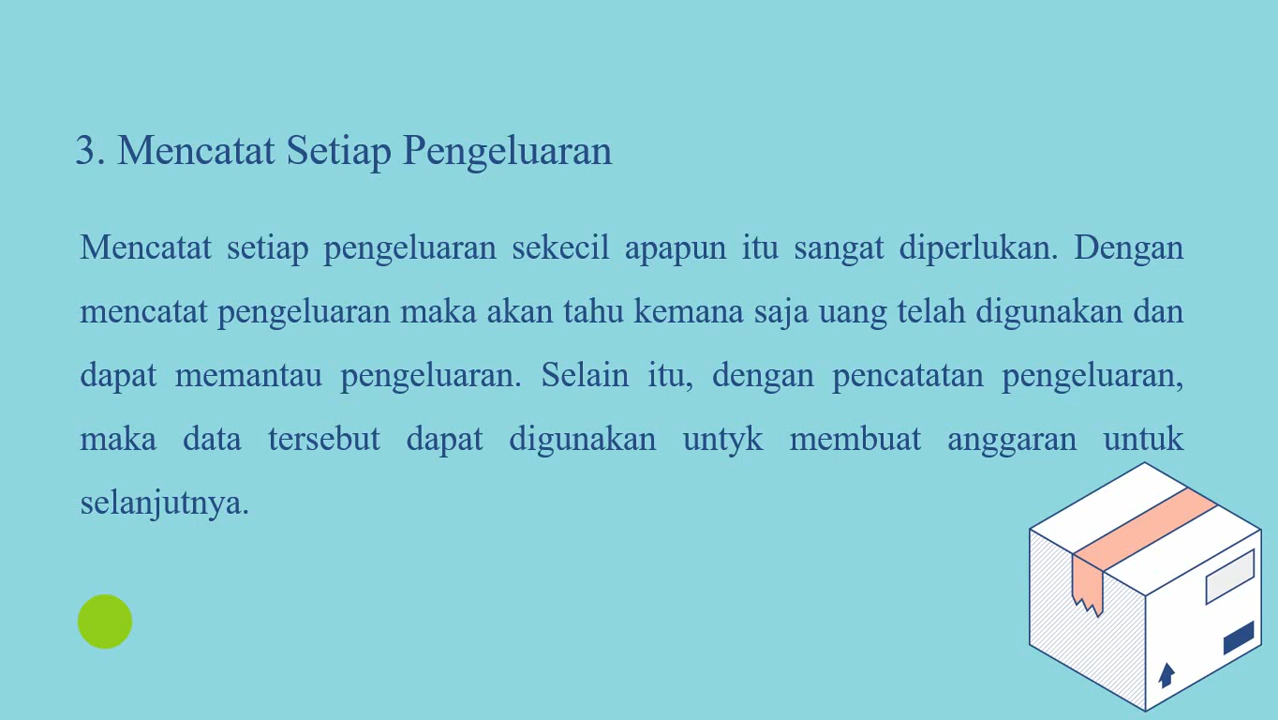 3. Mencatat Setiap Pengeluaran
Mencatat setiap pengeluaran sekecil apapun itu sangat diperlukan. Dengan
mencatat pengeluaran maka akan tahu kemana saja uang telah digunakan dan
dapat memantau pengeluaran. Selain itu, dengan pencatatan pengeluaran,
maka data tersebut dapat digunakan untyk membuat anggaran untuk
selanjutnya.